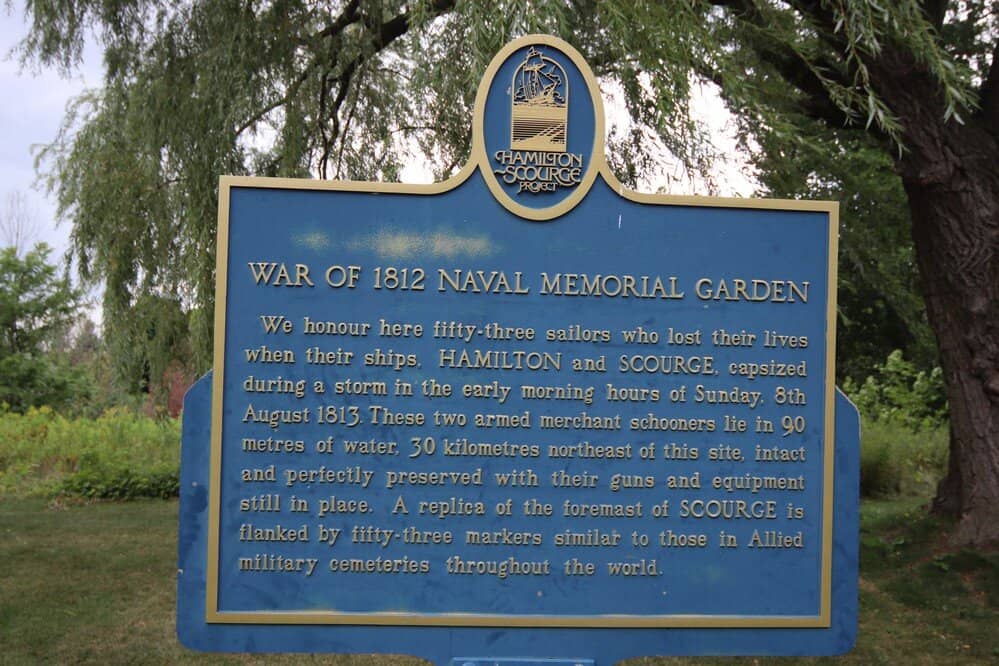 HAMILTON
SCOURGE
PROJECT
WAR OF 1812 NAVAL MEMORIAL GARDEN
We honour here fifty-three sailors who lost their lives
when their ships, HAMILTON and SCOURGE, capsized
during a storm in the early morning hours of Sunday, 8th
August 1813. These two armed merchant schooners lie in 90
metres of water, 30 kilometres northeast of this site, intact
and perfectly preserved with their guns and equipment
still in place. A replica of the foremast of SCOURGE is
flanked by fifty-three markers similar to those in Allied
military cemeteries throughout the world.